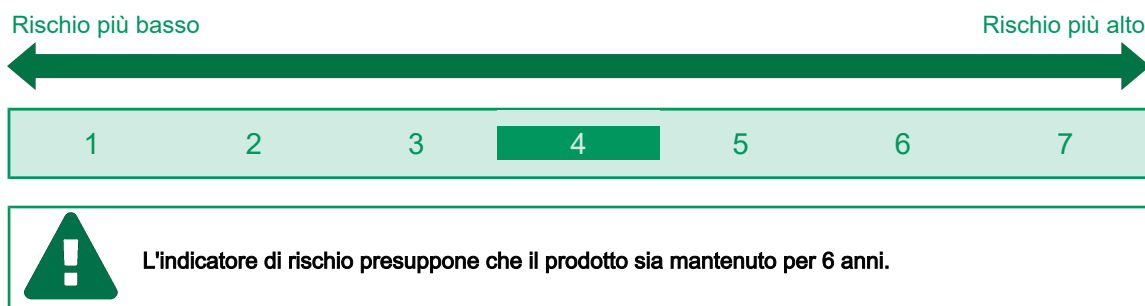 Rischio più basso Rischio più alto
1 2 3 4 5 6 7
L'indicatore di rischio presuppone che il prodotto sia mantenuto per 6 anni.